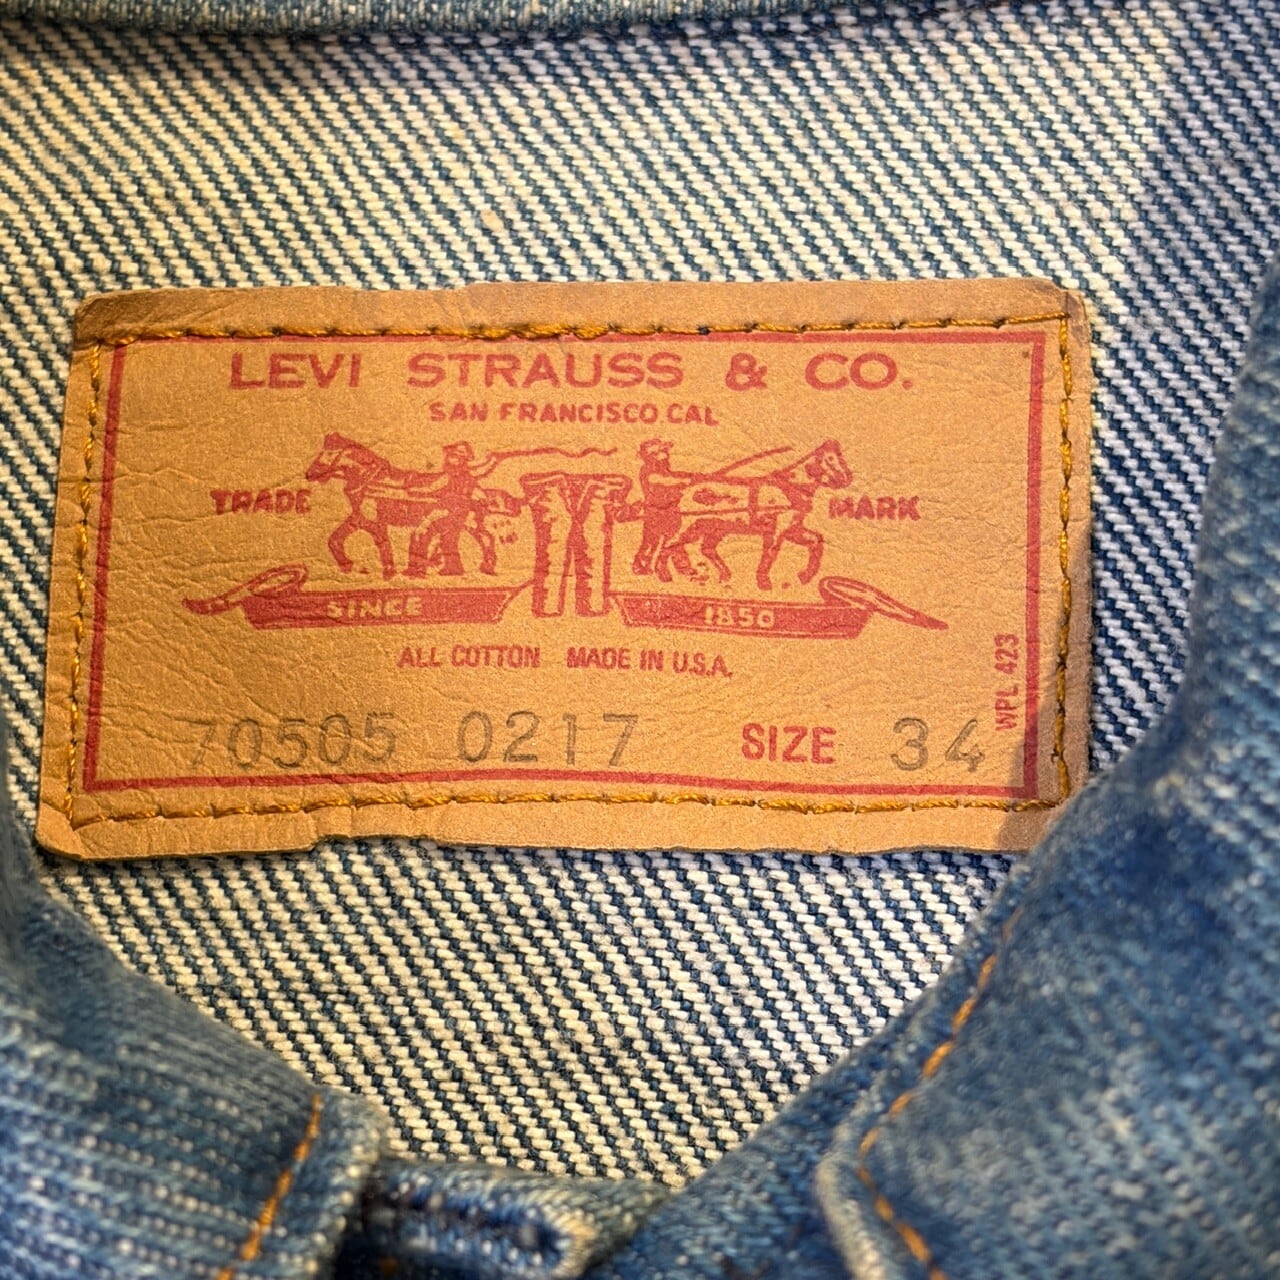 LEVI STRAUSS & CO.
SAN FRANCISCO.CAL
TRADE MARK
SINCE 1850
ALL COTTON MADE IN U.S.A.
WPL 423
70505 0217 SIZE 34